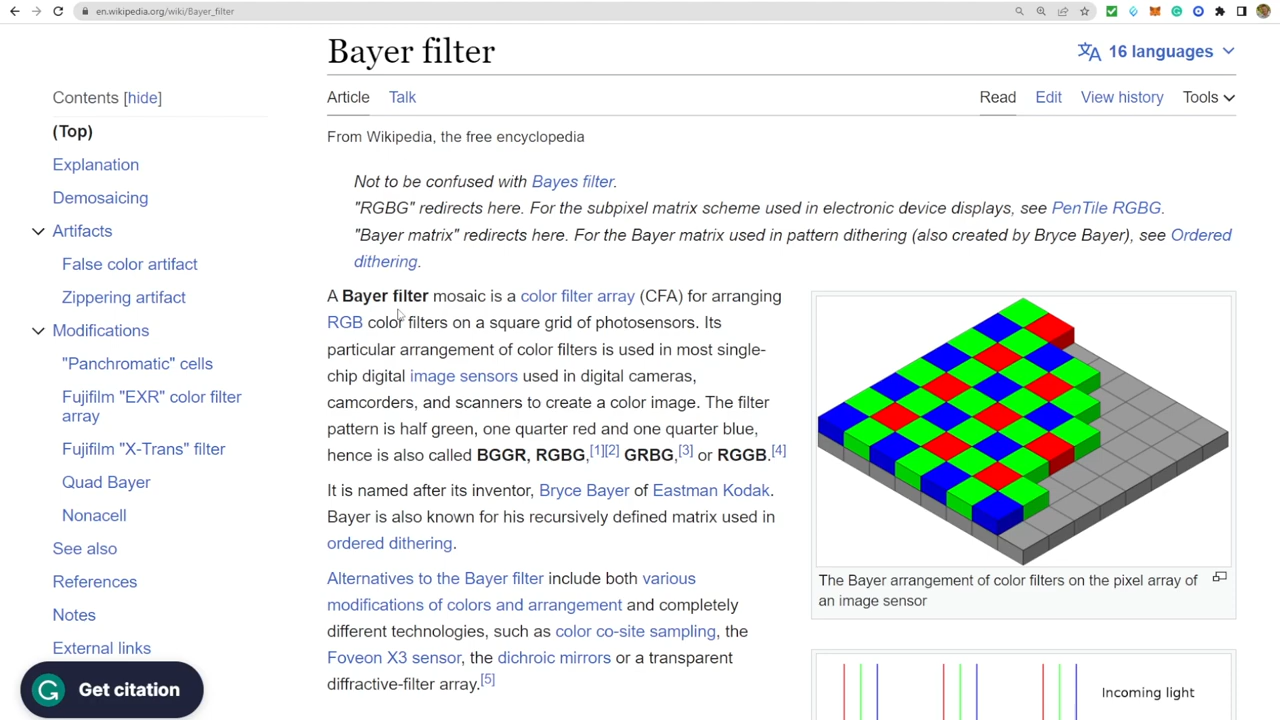 en.wikipedia.org/wiki/Bayer_filter
Bayer filter
16 languages
Article Talk
Read Edit View history Tools
From Wikipedia, the free encyclopedia
Contents [hide]
(Top)
Explanation
Demosaicing
Artifacts
False color artifact
Zippering artifact
Modifications
"Panchromatic" cells
Fujifilm "EXR" color filter
array
Fujifilm "X-Trans" filter
Quad Bayer
Nonacell
See also
References
Notes
External links
Get citation
Not to be confused with Bayes filter.
"RGBG" redirects here. For the subpixel matrix scheme used in electronic device displays, see PenTile RGBG.
"Bayer matrix" redirects here. For the Bayer matrix used in pattern dithering (also created by Bryce Bayer), see Ordered
dithering.
A Bayer filter mosaic is a color filter array (CFA) for arranging
RGB color filters on a square grid of photosensors. Its
particular arrangement of color filters is used in most single-
chip digital image sensors used in digital cameras,
camcorders, and scanners to create a color image. The filter
pattern is half green, one quarter red and one quarter blue,
hence is also called BGGR, RGBG,[1][2] GRBG,[3] or RGGB.[4]
It is named after its inventor, Bryce Bayer of Eastman Kodak.
Bayer is also known for his recursively defined matrix used in
ordered dithering.
Alternatives to the Bayer filter include both various
modifications of colors and arrangement and completely
different technologies, such as color co-site sampling, the
Foveon X3 sensor, the dichroic mirrors or a transparent
diffractive-filter array.[5]
The Bayer arrangement of color filters on the pixel array of
an image sensor
Incoming light